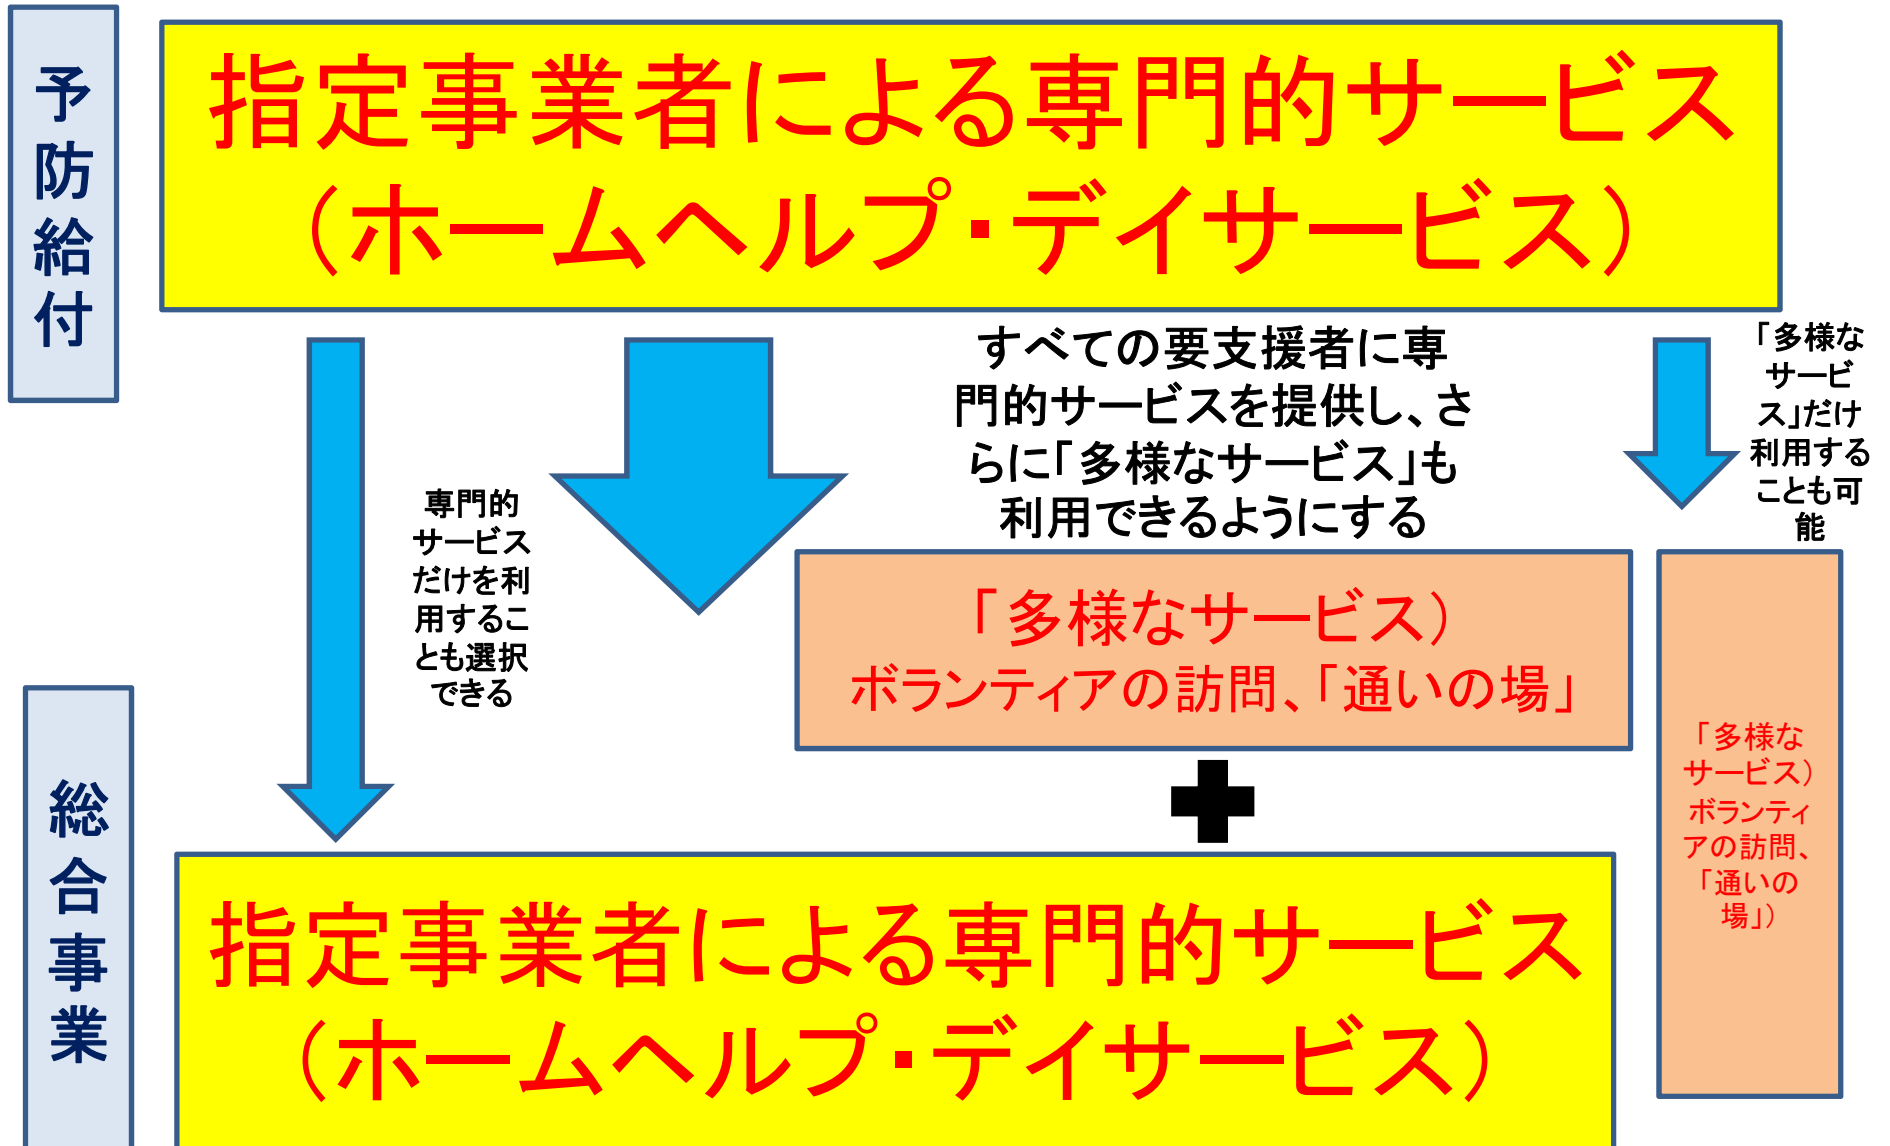 予防給付
指定事業者による専門的サービス
（ホームヘルプ・デイサービス）
専門的
サービス
だけを利
用するこ
とも選択
できる
すべての要支援者に専
門的サービスを提供し、さ
らに「多様なサービス」も
利用できるようにする
「多様な
サービ
ス」だけ
利用する
ことも可
能
「多様なサービス）
ボランティアの訪問、「通いの場」
「多様な
サービス）
ボランティ
アの訪問、
「通いの
場」）
総合事業
指定事業者による専門的サービス
（ホームヘルプ・デイサービス）